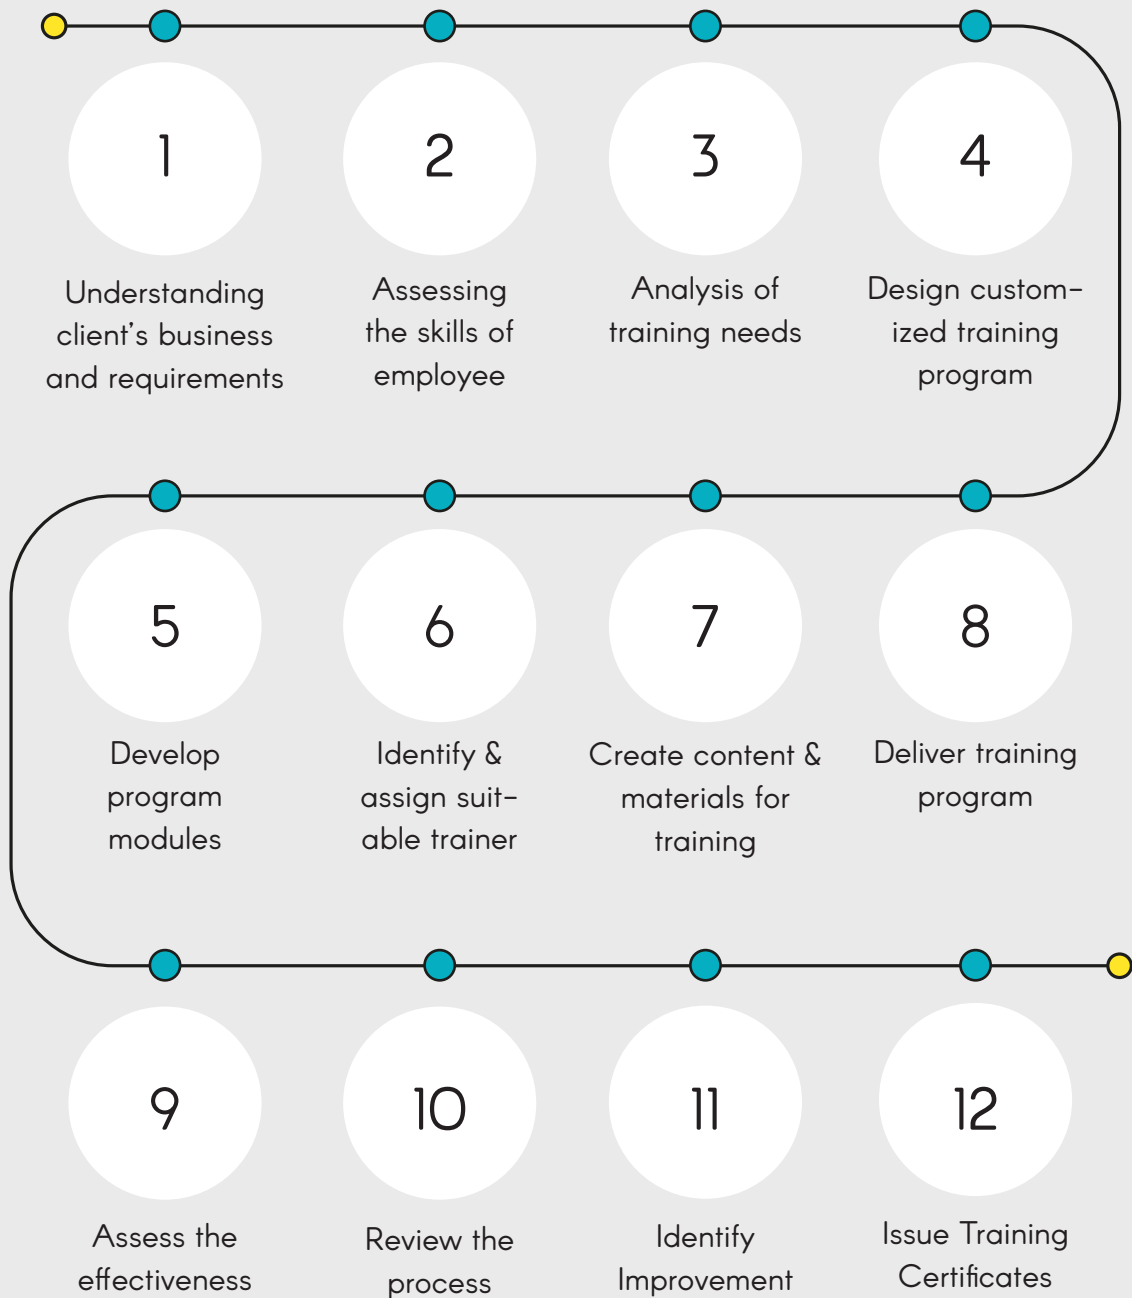 1
Understanding
client's business
and requirements
2
Assessing
the skills of
employee
3
Analysis of
training needs
4
Design custom-
ized training
program
5
Develop
program
modules
6
Identify &
assign suit-
able trainer
7
Create content &
materials for
training
8
Deliver training
program
9
Assess the
effectiveness
10
Review the
process
11
Identify
Improvement
12
Issue Training
Certificates